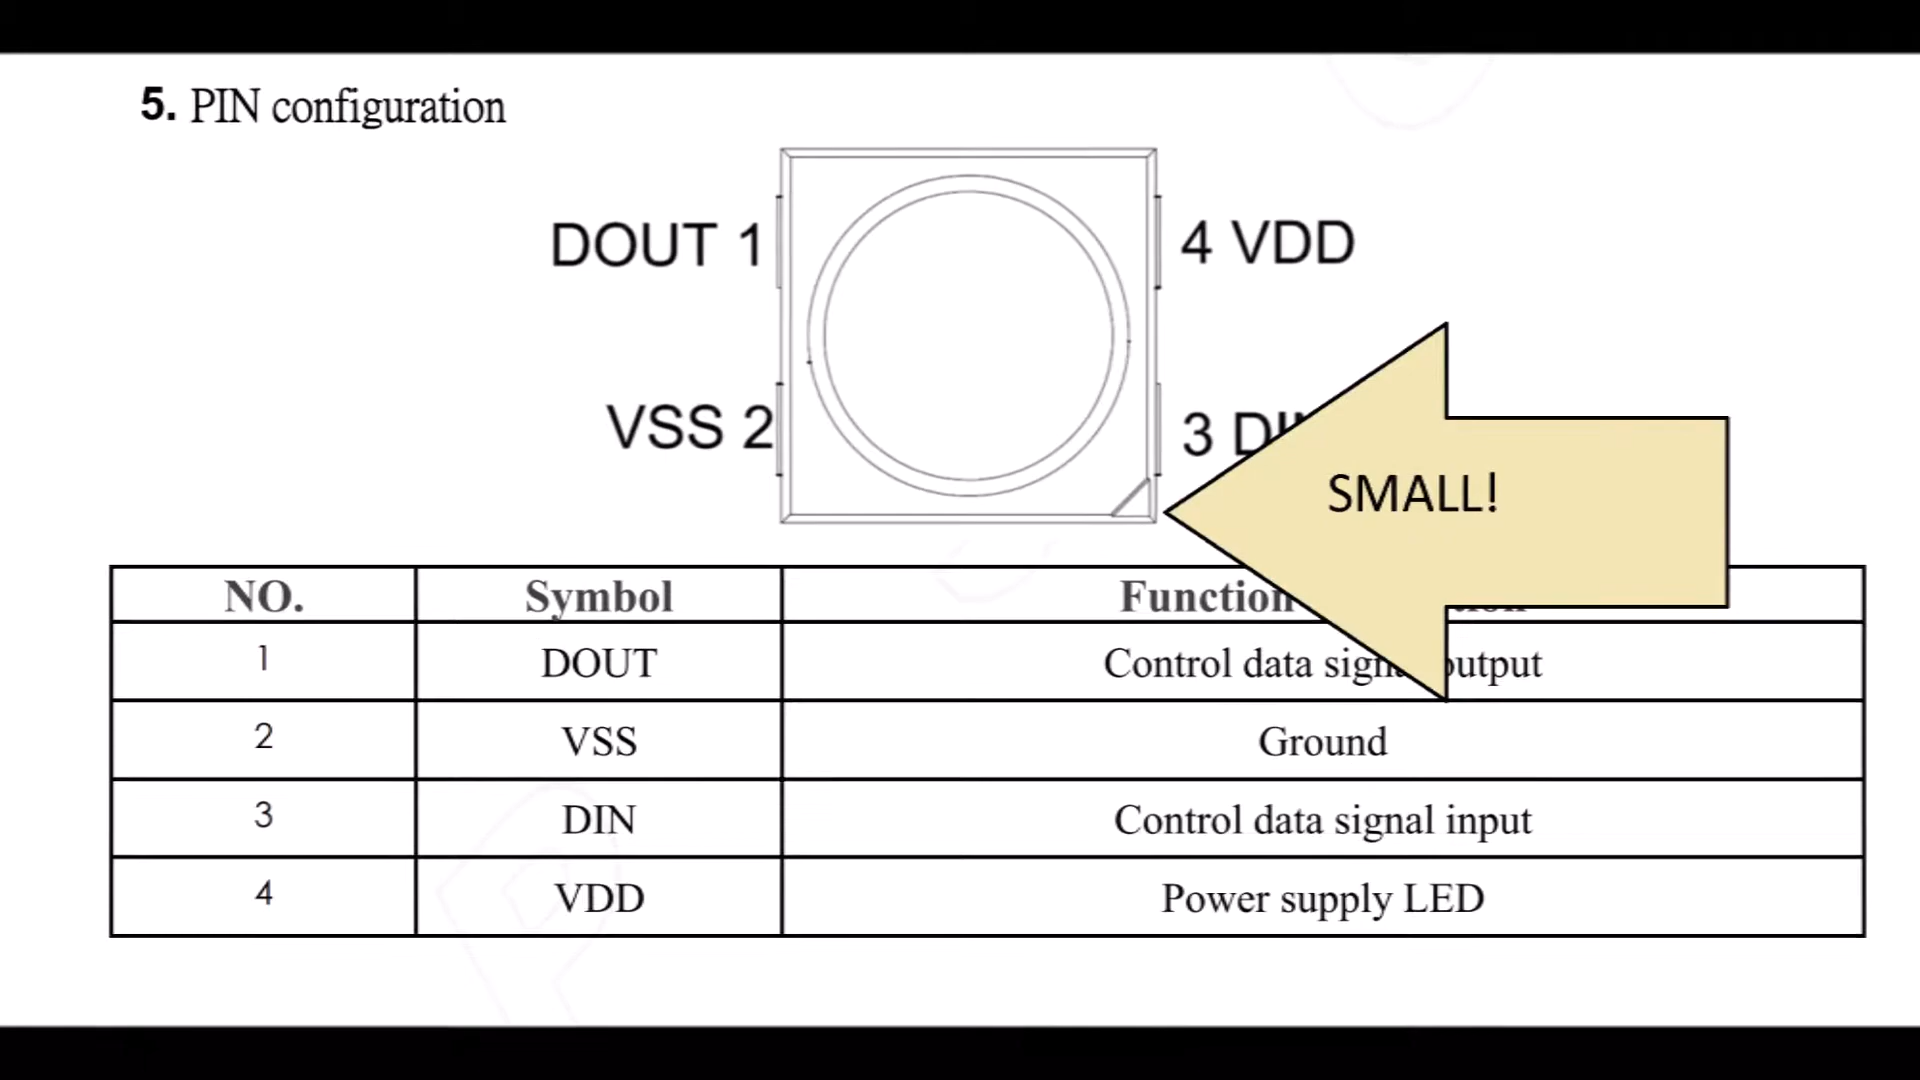 5. PIN configuration
DOUT 1
4 VDD
VSS 2
3
SMALL!
NO. Symbol Function
1 DOUT Control data output
2 VSS Ground
3 DIN Control data signal input
4 VDD Power supply LED